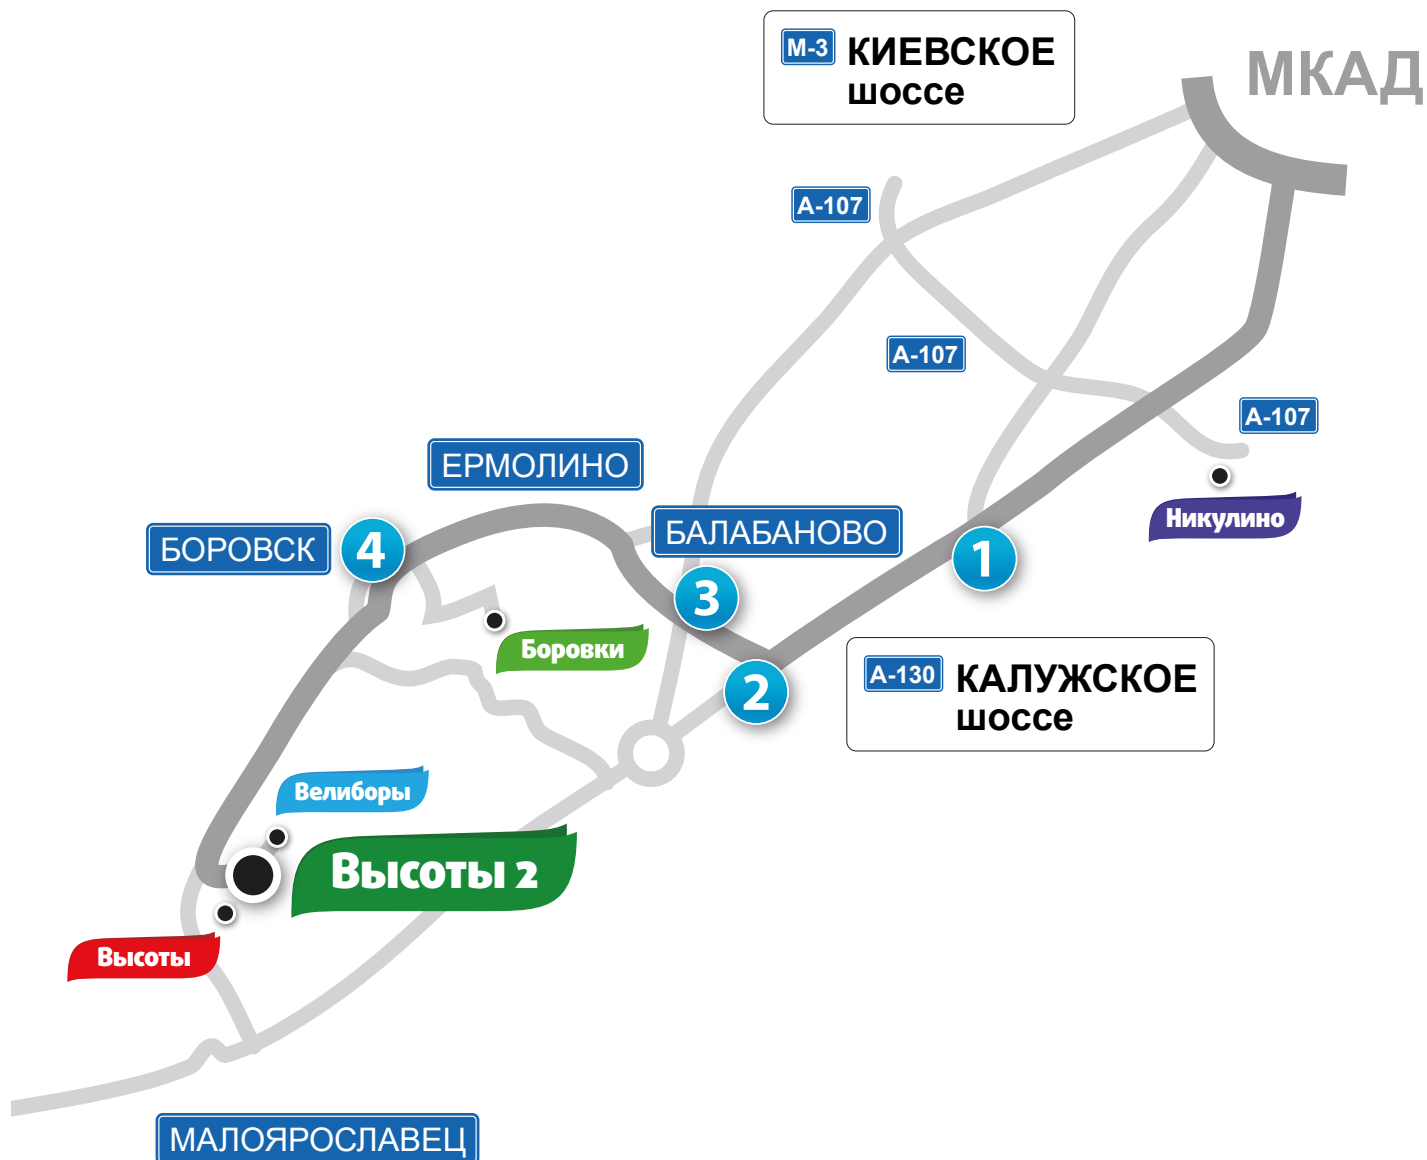 М-3 КИЕВСКОЕ
шоссе
МКАД
А-107
А-107
А-107
ЕРМОЛИНО
Никулино
БАЛАБАНОВО
БОРОВСК
4
1
3
Боровки
2
А-130 КАЛУЖСКОЕ
шоссе
Велиборы
Высоты 2
Высоты
МАЛОЯРОСЛАВЕЦ